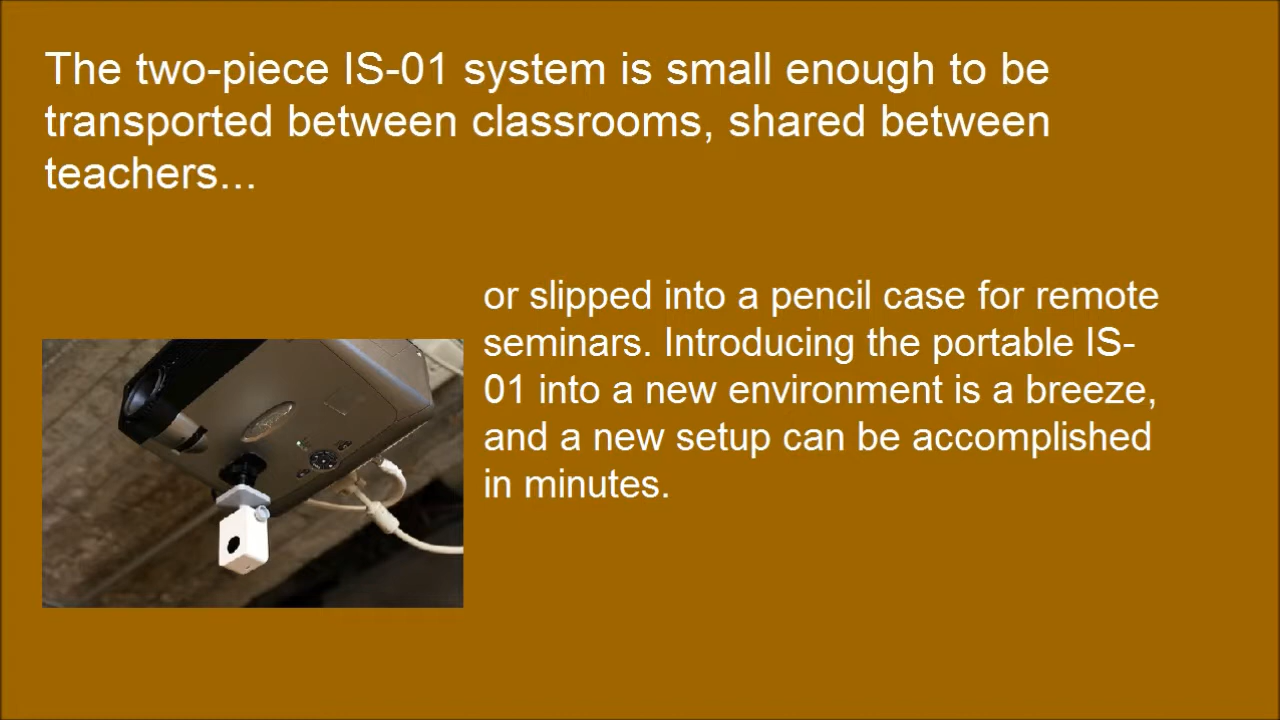 The two-piece IS-01 system is small enough to be
transported between classrooms, shared between
teachers...
or slipped into a pencil case for remote
seminars. Introducing the portable IS-
01 into a new environment is a breeze,
and a new setup can be accomplished
in minutes.